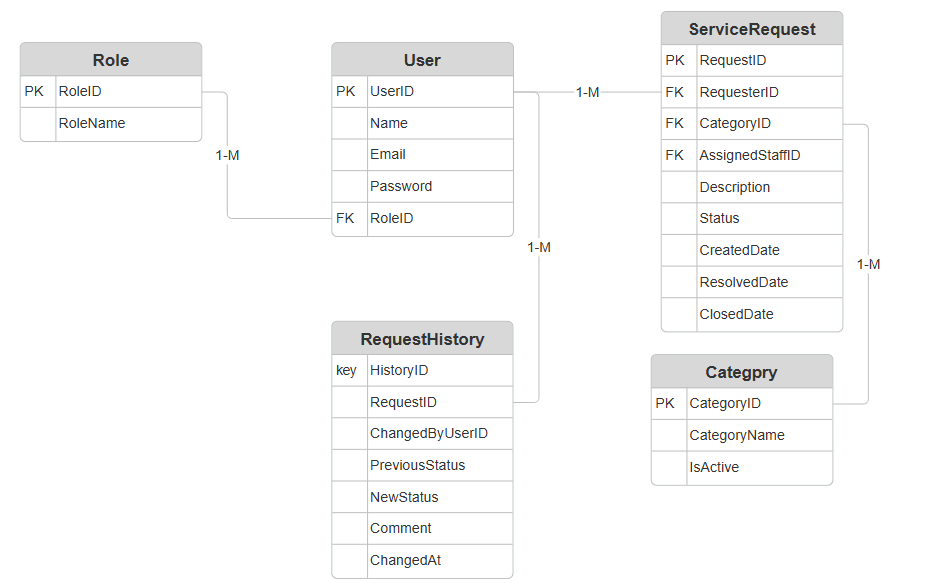 Role
PK RoleID
RoleName
1-M
User
PK UserID
Name
Email
Password
FK RoleID
1-M
1-M
ServiceRequest
PK RequestID
FK RequesterID
FK CategoryID
FK AssignedStaffID
Description
Status
CreatedDate
ResolvedDate
ClosedDate
1-M
RequestHistory
key HistoryID
RequestID
ChangedByUserID
PreviousStatus
NewStatus
Comment
ChangedAt
Categpry
PK CategoryID
CategoryName
IsActive